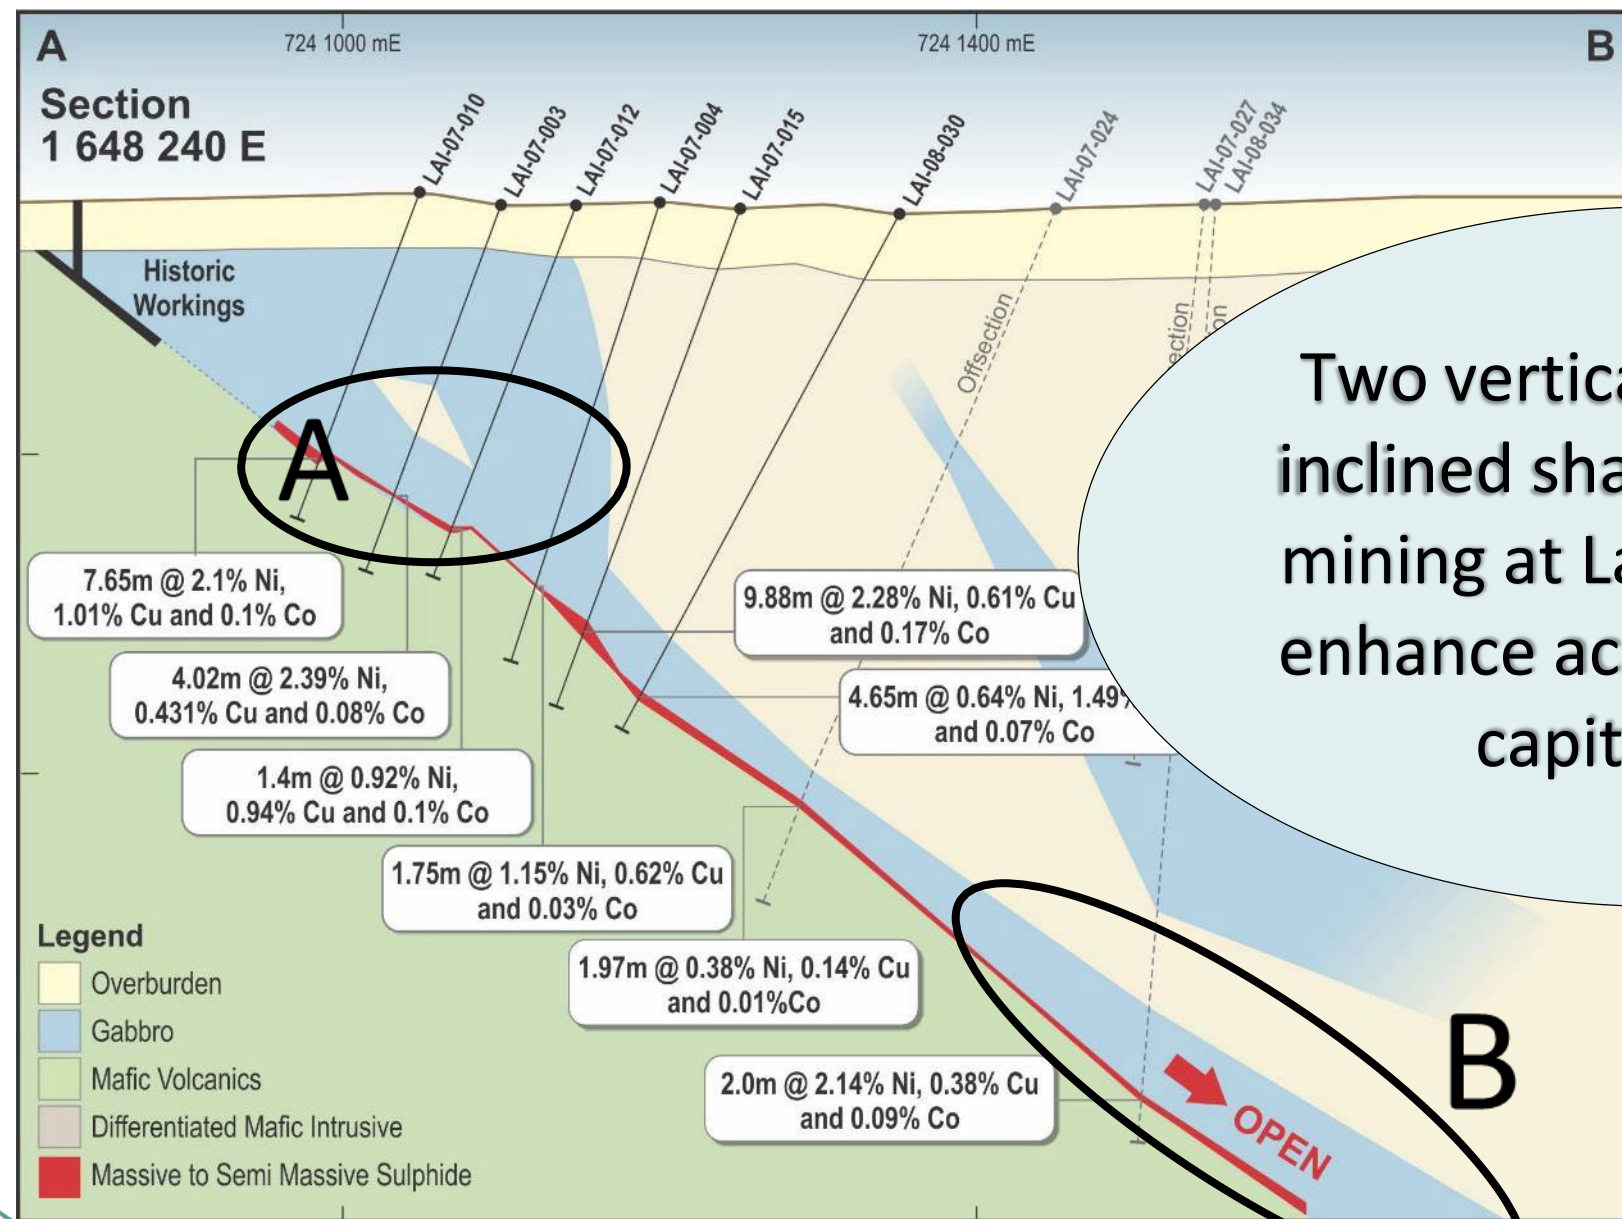 A
724 1000 mE
724 1400 mE
B
Section
1 648 240 E
LAI-07-010
LAI-07-003
LAI-07-012
LAI-07-004
LAI-07-015
LAI-08-030
LAI-07-024
LAI-07-027
LAI-08-034
Historic
Workings
Offsection
Two
inclined
mining at
enhance
A
7.65m @ 2.1% Ni,
1.01% Cu and 0.1% Co
9.88m @ 2.28% Ni, 0.61% Cu
and 0.17% Co
4.02m @ 2.39% Ni,
0.431% Cu and 0.08% Co
4.65m @ 0.64% Ni,
and 0.07% Co
1.4m @ 0.92% Ni,
0.94% Cu and 0.1% Co
1.75m @ 1.15% Ni, 0.62% Cu
and 0.03% Co
1.97m @ 0.38% Ni, 0.14% Cu
and 0.01%Co
2.0m @ 2.14% Ni, 0.38% Cu
and 0.09% Co
OPEN
B
Legend
Overburden
Gabbro
Mafic Volcanics
Differentiated Mafic Intrusive
Massive to Semi Massive Sulphide